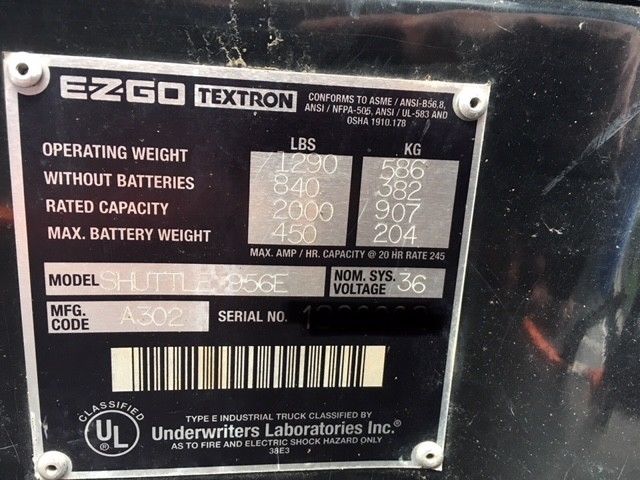 E-Z-GO TEXTRON
CONFORMS TO ASME / ANSI-B56.8,
ANSI / NFPA-505, ANSI / UL-583 AND
OSHA 1910.178
LBS KG
OPERATING WEIGHT 1290 586
WITHOUT BATTERIES 840 382
RATED CAPACITY 2000 907
MAX. BATTERY WEIGHT 450 204
MAX. AMP / HR. CAPACITY @ 20 HR RATE 245
MODEL SHUTTLE 956E NOM. SYS. VOLTAGE 36
MFG. CODE A302 SERIAL NO.
CLASSIFIED
UL
TYPE E INDUSTRIAL TRUCK CLASSIFIED BY
Underwriters Laboratories Inc.®
AS TO FIRE AND ELECTRIC SHOCK HAZARD ONLY
38E3